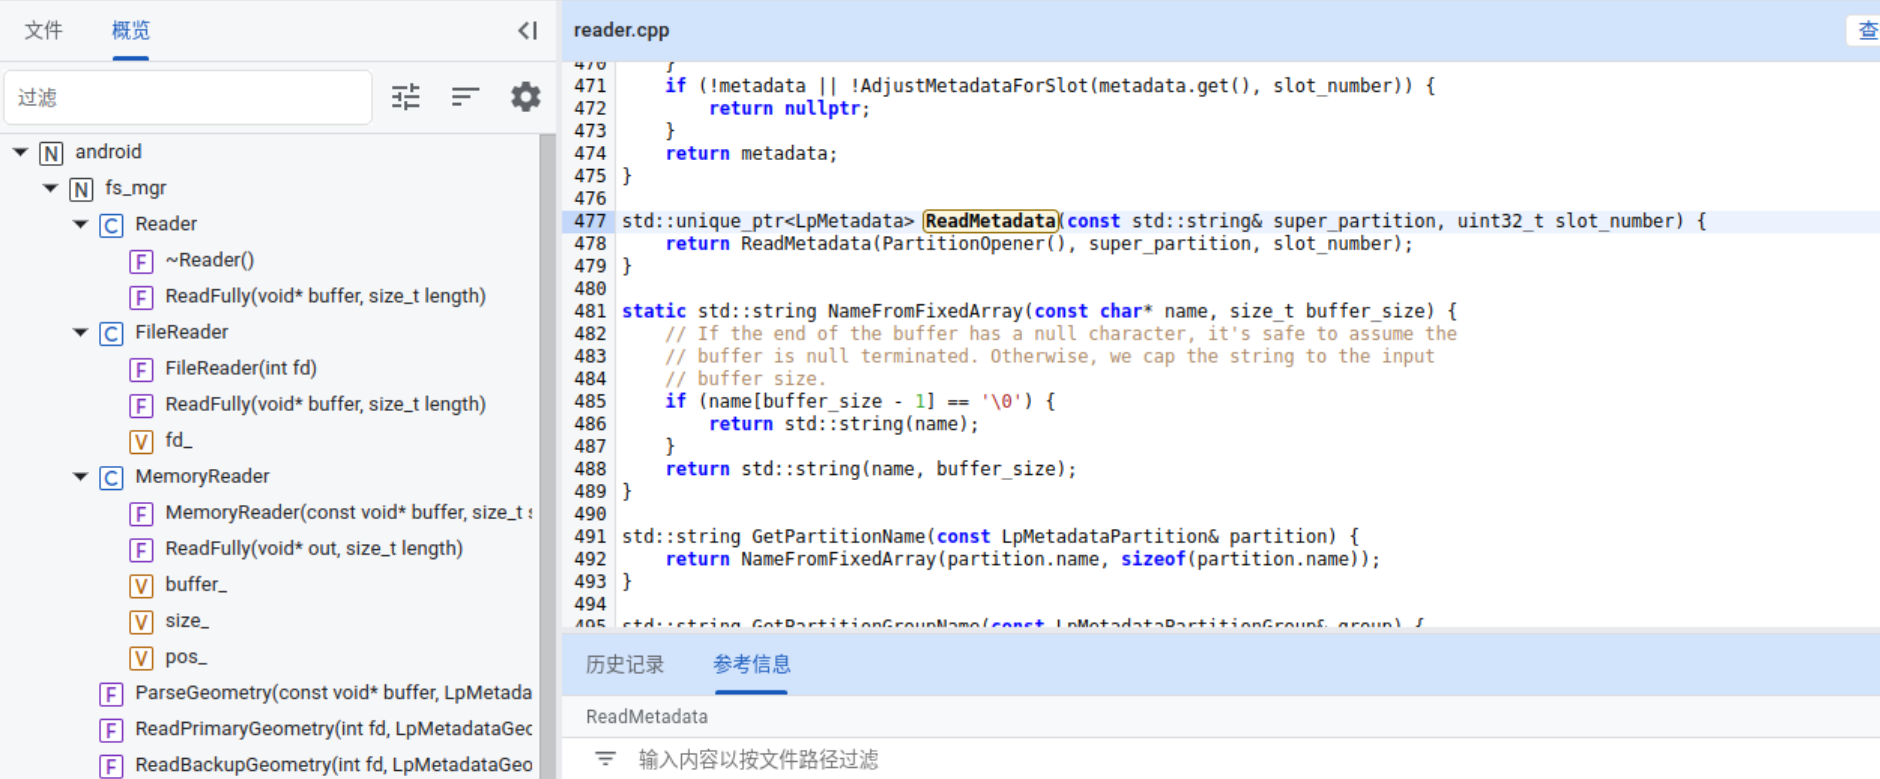 文件 概览
过滤
N android
N fs_mgr
C Reader
F ~Reader()
F ReadFully(void* buffer, size_t length)
C FileReader
F FileReader(int fd)
F ReadFully(void* buffer, size_t length)
V fd_
C MemoryReader
F MemoryReader(const void* buffer, size_t s
F ReadFully(void* out, size_t length)
V buffer_
V size_
V pos_
F ParseGeometry(const void* buffer, LpMetada
F ReadPrimaryGeometry(int fd, LpMetadataGeo
F ReadBackupGeometry(int fd, LpMetadataGeo
reader.cpp 查
470 }
471 if (!metadata || !AdjustMetadataForSlot(metadata.get(), slot_number)) {
472 return nullptr;
473 }
474 return metadata;
475 }
476
477 std::unique_ptr<LpMetadata> ReadMetadata(const std::string& super_partition, uint32_t slot_number) {
478 return ReadMetadata(PartitionOpener(), super_partition, slot_number);
479 }
480
481 static std::string NameFromFixedArray(const char* name, size_t buffer_size) {
482 // If the end of the buffer has a null character, it's safe to assume the
483 // buffer is null terminated. Otherwise, we cap the string to the input
484 // buffer size.
485 if (name[buffer_size - 1] == '\0') {
486 return std::string(name);
487 }
488 return std::string(name, buffer_size);
489 }
490
491 std::string GetPartitionName(const LpMetadataPartition& partition) {
492 return NameFromFixedArray(partition.name, sizeof(partition.name));
493 }
494
495 std::string GetPartitionGroupName(const LpMetadataPartitionGroup& group) {
历史记录 参考信息
ReadMetadata
输入内容以按文件路径过滤